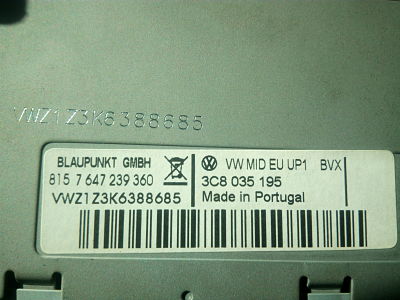 VWZ1Z3K6388685
BLAUPUNKT GMBH
815 7 647 239 360
VWZ1Z3K6388685
VW MID EU UP1 BVX
3C8 035 195
Made in Portugal